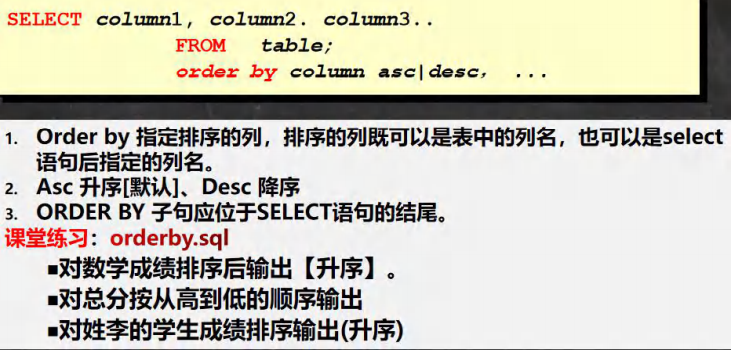 SELECT column1, column2. column3..
FROM table;
order by column asc|desc, ...
1. Order by 指定排序的列，排序的列既可以是表中的列名，也可以是select
语句后指定的列名。
2. Asc 升序[默认]、Desc 降序
3. ORDER BY 子句应位于SELECT语句的结尾。
课堂练习：orderby.sql
■对数学成绩排序后输出【升序】。
■对总分按从高到低的顺序输出
■对姓李的学生成绩排序输出(升序)